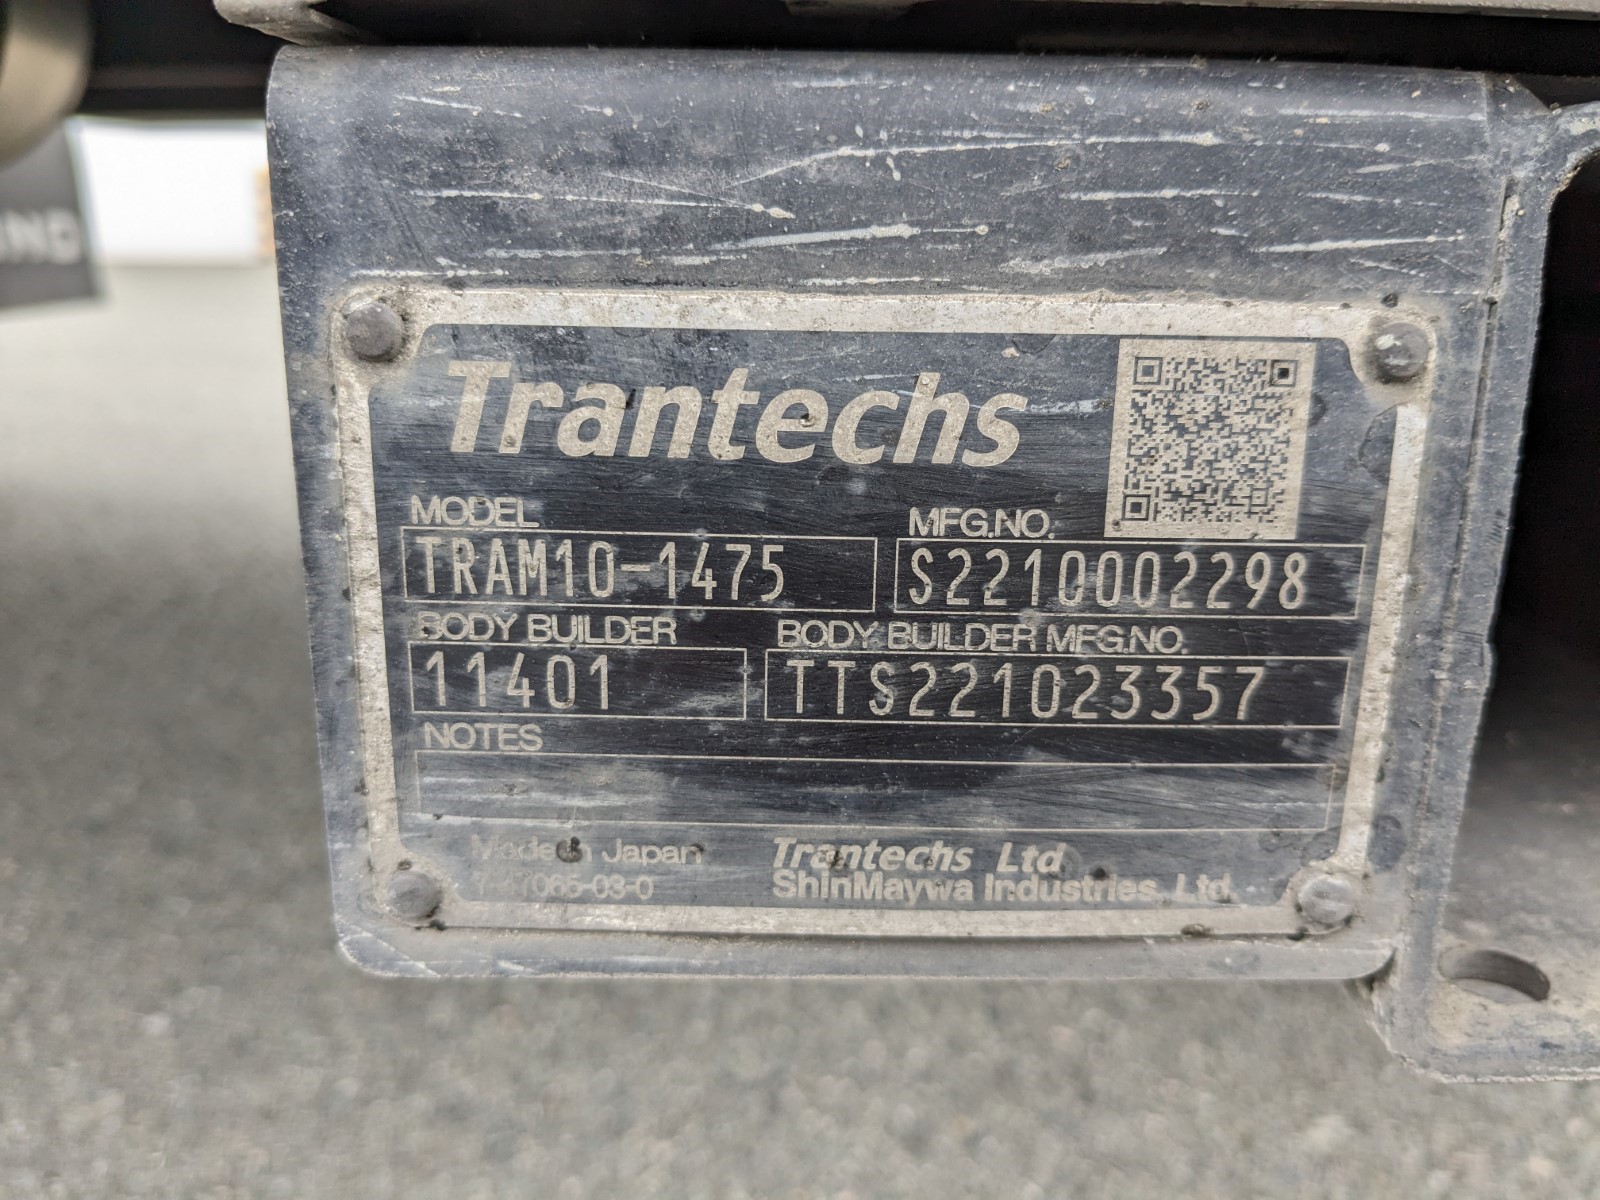 Trantechs
MODEL
MFG.NO.
TRAM10-1475
S2210002298
BODY BUILDER
BODY BUILDER MFG.NO.
11401
TTS221023357
NOTES
Made in Japan
Trantechs Ltd
ShinMaywa Industries, Ltd.